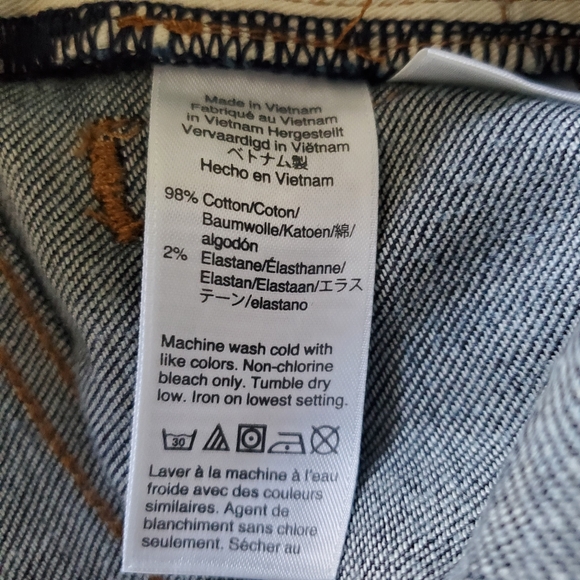 Made in Vietnam
Fabriqué au Vietnam
in Vietnam Hergestellt
Vervaardigd in Viëtnam
ベトナム製
Hecho en Vietnam
98% Cotton/Coton/
Baumwolle/Katoen/綿/
algodón
2% Elastane/Élasthanne/
Elastan/Elastaan/エラス
テーン/elastano
Machine wash cold with
like colors. Non-chlorine
bleach only. Tumble dry
low. Iron on lowest setting.
30
Laver à la machine à l'eau
froide avec des couleurs
similaires. Agent de
blanchiment sans chlore
seulement. Sécher au